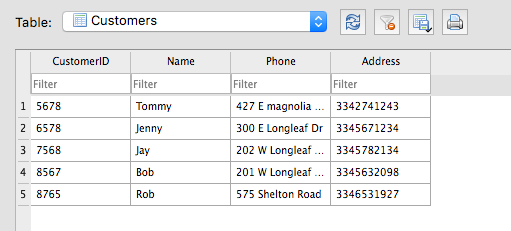 Table: Customers
CustomerID Name Phone Address
Filter Filter Filter Filter
1 5678 Tommy 427 E magnolia ... 3342741243
2 6578 Jenny 300 E Longleaf Dr 3345671234
3 7568 Jay 202 W Longleaf ... 3345782134
4 8567 Bob 201 W Longleaf ... 3345632098
5 8765 Rob 575 Shelton Road 3346531927